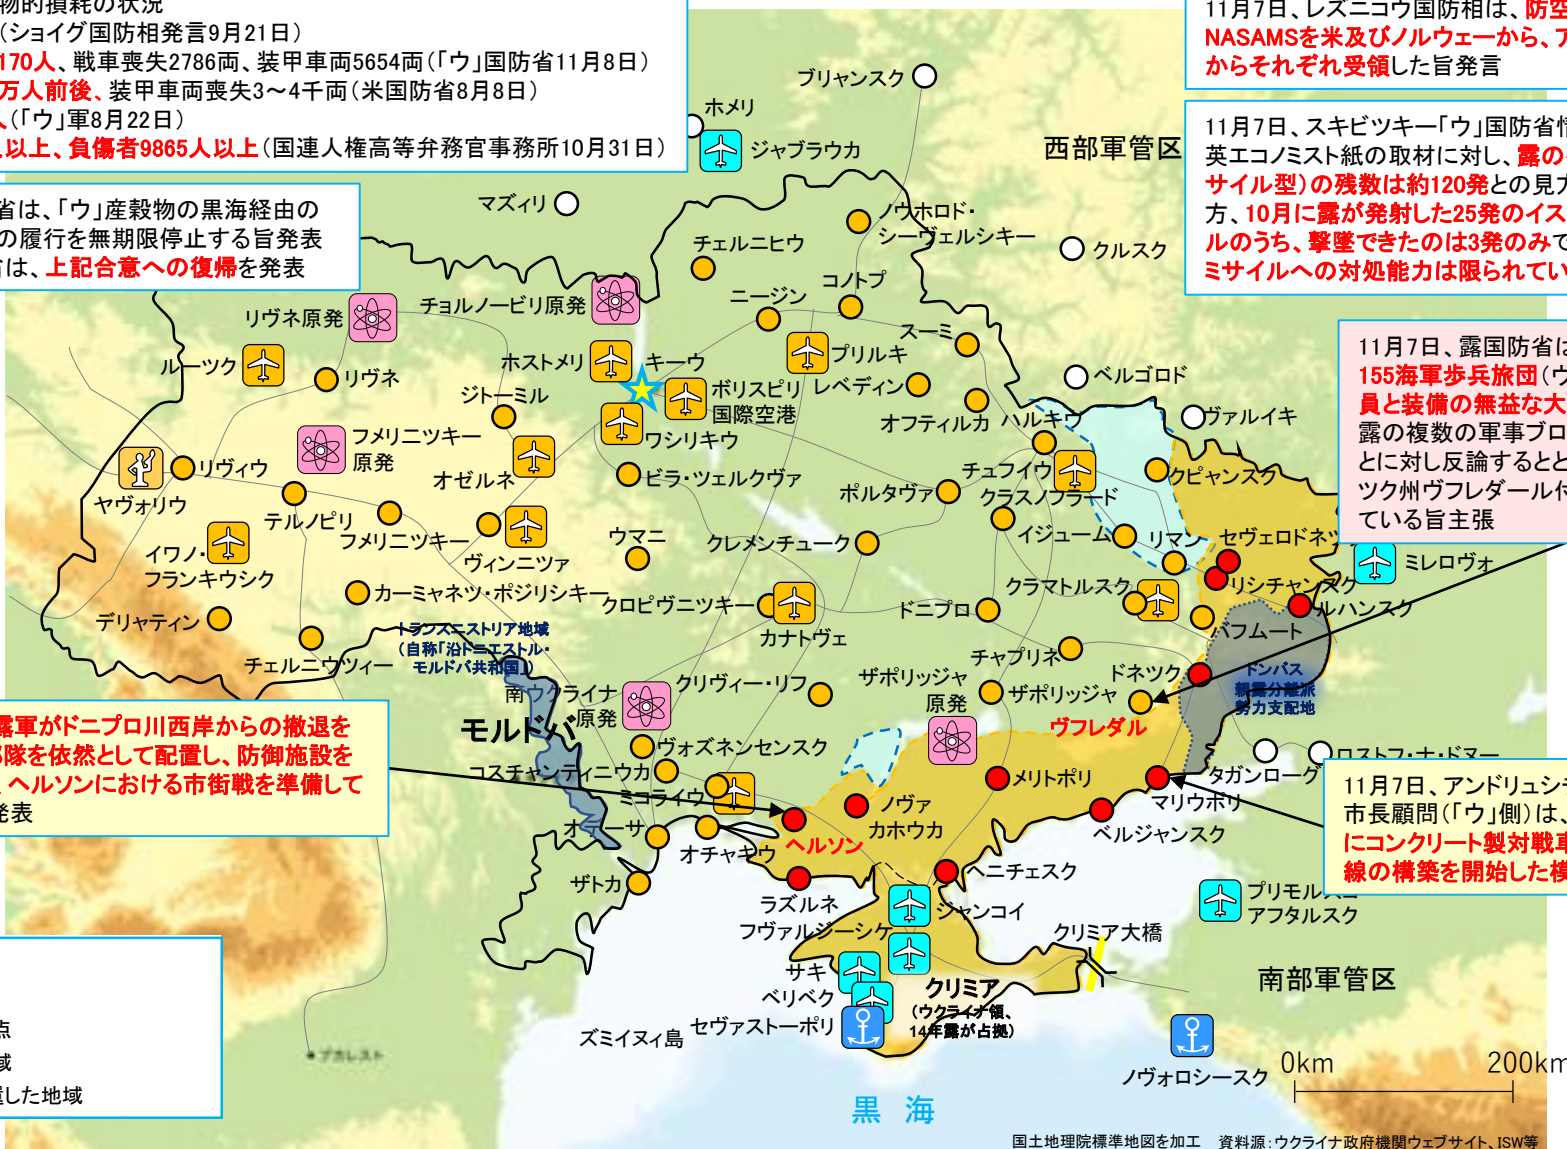 物的損耗の状況
(ショイグ国防相発言9月21日)
170人、戦車喪失2786両、装甲車両5654両(「ウ」国防省11月8日)
万人前後、装甲車両喪失3～4千両(米国防省8月8日)
人(「ウ」軍8月22日)
以上、負傷者9865人以上(国連人権高等弁務官事務所10月31日)
省は、「ウ」産穀物の黒海経由の
の履行を無期限停止する旨発表
省は、上記合意への復帰を発表
11月7日、レズニコウ国防相は、防空
NASAMSを米及びノルウェーから、ア
からそれぞれ受領した旨発言
11月7日、スキビツキー「ウ」国防省情
英エコノミスト紙の取材に対し、露の
サイル型)の残数は約120発との見方
方、10月に露が発射した25発のイス
ルのうち、撃墜できたのは3発のみで
ミサイルへの対処能力は限られてい
11月7日、露国防省は
155海軍歩兵旅団(ウ
員と装備の無益な大
露の複数の軍事ブロ
とに対し反論するとと
ツク州ヴフレダール付
ている旨主張
露軍がドニプロ川西岸からの撤退を
部隊を依然として配置し、防御施設を
ヘルソンにおける市街戦を準備して
発表
11月7日、アンドリュシチ
市長顧問(「ウ」側)は、
にコンクリート製対戦車
線の構築を開始した模
点
域
した地域
ブリャンスク
ホメリ
ジャブラウカ
西部軍管区
マズィリ
ノウホロド・
シーヴェルシキー
チェルニヒウ
クルスク
コノトプ
ニージン
チョルノービリ原発
リヴネ原発
スーミ
ホストメリ
キーウ
プリルキ
ルーツク
リヴネ
ベルゴロド
レベディン
ボリスピリ
国際空港
ジトーミル
オフティルカ
ハルキウ
ヴァルイキ
ワシリキウ
フメリニツキー
原発
リヴィウ
チュフイウ
クピャンスク
オゼルネ
ビラ・ツェルクヴァ
ポルタヴァ
クラスノフラード
ヤヴォリウ
テルノピリ
フメリニツキー
ヴィンニツァ
ウマニ
クレメンチューク
イジューム
リマン
セヴェロドネツ
イワノ・
フランキウシク
ミレロヴォ
カーミャネツ・ポジリシキー
クロピヴニツキー
カナトヴェ
ドニプロ
クラマトルスク
リシチャンスク
ルハンスク
デリャティン
バフムート
トランスニストリア地域
(自称「沿ドニエストル・
モルドバ共和国」)
チェルニウツィー
チャプリネ
ドネツク
ドンバス
親露分離派
勢力支配地
南ウクライナ
原発
クリヴィー・リフ
ザポリッジャ
原発
ザポリッジャ
ヴフレダル
モルドバ
ヴォズネンセンスク
コスチャンティニウカ
メリトポリ
タガンローグ
ロストフ・ナ・ドヌー
マリウポリ
ミコライウ
ノヴァ
カホウカ
ベルジャンスク
オデーサ
オチャキウ
ヘルソン
ザトカ
ヘニチェスク
ラズルネ
ジャンコイ
プリモルスコ
アフタルスク
フヴァルジーシケ
クリミア大橋
サキ
ベリベク
クリミア
(ウクライナ領、
14年露が占拠)
南部軍管区
セヴァストーポリ
ズミイヌィ島
ブカレスト
ノヴォロシースク
0km
200km
黒 海
国土地理院標準地図を加工 資料源:ウクライナ政府機関ウェブサイト、ISW等